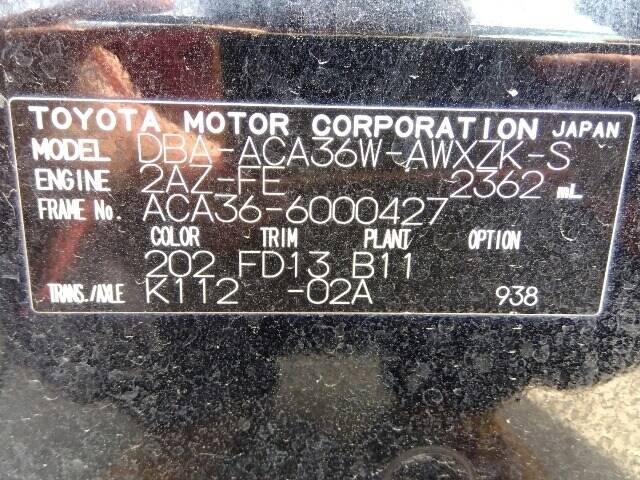 TOYOTA MOTOR CORPORATION JAPAN
MODEL DBA-ACA36W-AWXZK-S
ENGINE 2AZ-FE 2362 mL
FRAME No. ACA36-6000427
COLOR TRIM PLANT OPTION
202 FD13 B11
TRANS./AXLE K112 -02A 938